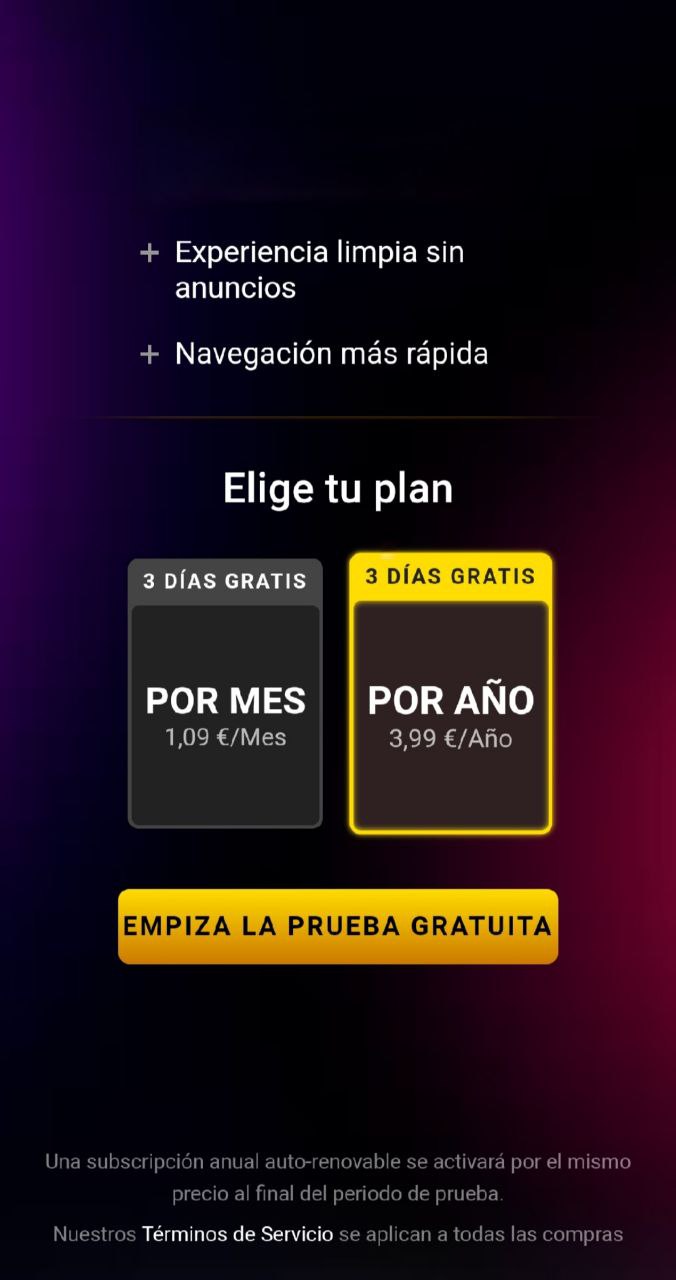 + Experiencia limpia sin
anuncios
+ Navegación más rápida
Elige tu plan
3 DÍAS GRATIS
POR MES
1,09 €/Mes
3 DÍAS GRATIS
POR AÑO
3,99 €/Año
EMPIZA LA PRUEBA GRATUITA
Una subscripción anual auto-renovable se activará por el mismo
precio al final del periodo de prueba.
Nuestros Términos de Servicio se aplican a todas las compras